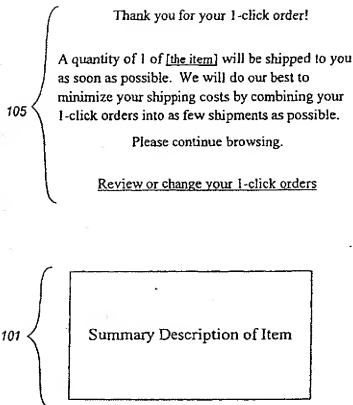 Thank you for your 1-click order!
A quantity of 1 of [the item] will be shipped to you
as soon as possible. We will do our best to
minimize your shipping costs by combining your
1-click orders into as few shipments as possible.
105
Please continue browsing.
Review or change your 1-click orders
101
Summary Description of Item